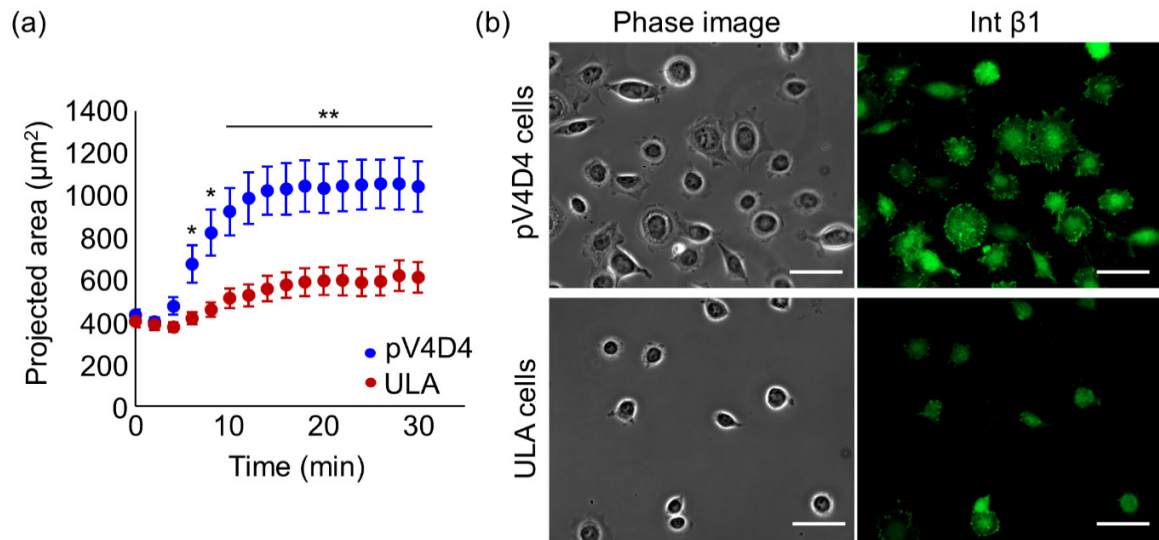 (a)
Projected area (μm²)
1400
1200
1000
800
600
400
200
0
**
*
*
pV4D4
ULA
0
10
20
30
Time (min)
(b)
Phase image
Int β1
pV4D4 cells
ULA cells